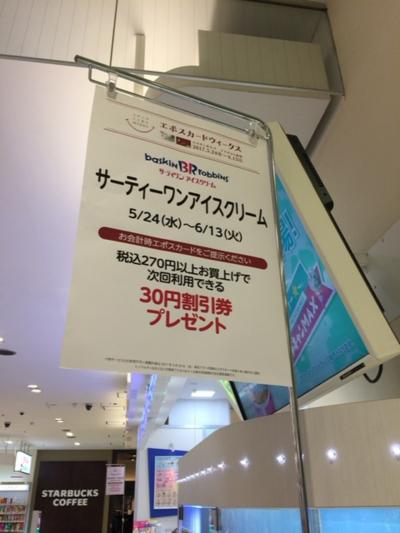 エポスカードウィークス
baskin BR robbins
サーティワン アイスクリーム
サーティーワンアイスクリーム
5/24(水)～6/13(火)
お会計時エポスカードをご提示ください
税込270円以上お買上げで
次回利用できる
30円割引券
プレゼント
STARBUCKS
COFFEE